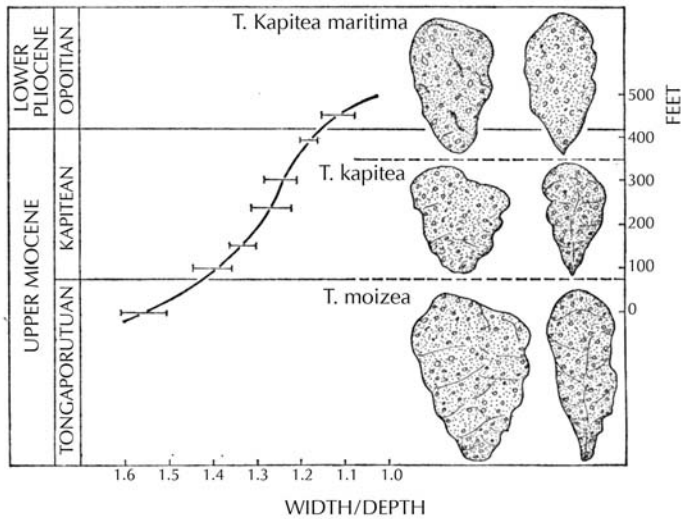 LOWER
PLIOCENE
OPOITIAN
UPPER MIOCENE
KAPITEAN
TONGAPORUTUAN
T. Kapitea maritima
T. kapitea
T. moizea
500
400
300
200
100
0
FEET
1.6 1.5 1.4 1.3 1.2 1.1 1.0
WIDTH/DEPTH